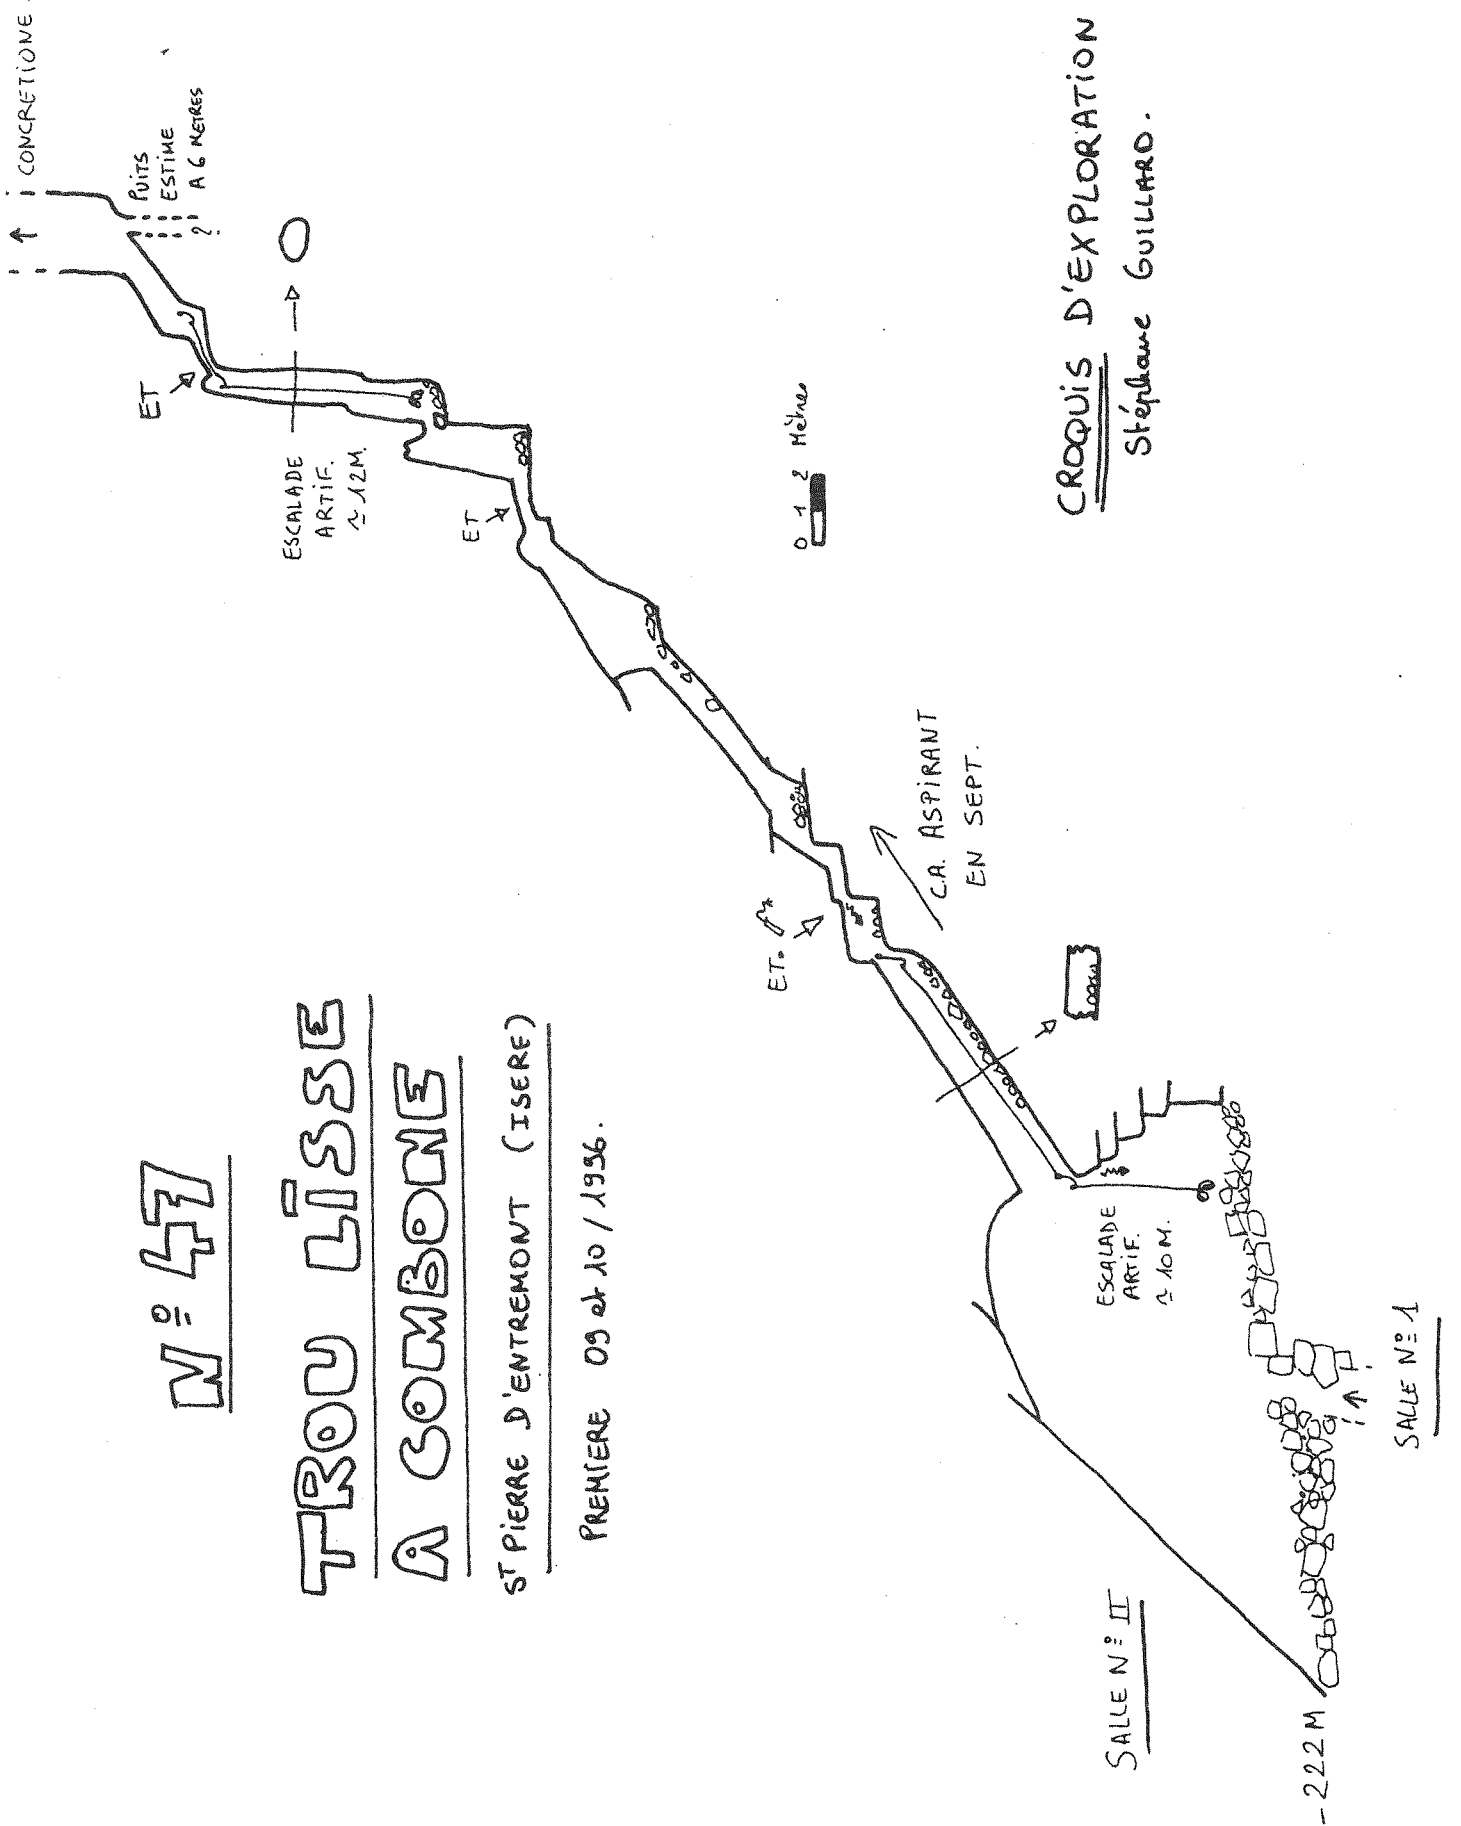 N° 47
TROU LISSE
A COMBONE
ST PIERRE D'ENTREMONT (ISERE)
PREMIERE 09 et 10 / 1996.
CONCRETIONE
PUITS
ESTIME
A 6 METRES
?
ET
ESCALADE
ARTIF.
≃ 12M.
ET
0 1 2 Mètres
ET.
C.A. ASPIRANT
EN SEPT.
ESCALADE
ARTIF.
≃ 10M.
SALLE N° II
-222M
SALLE N° 1
CROQUIS D'EXPLORATION
Stéphane GUILLARD.